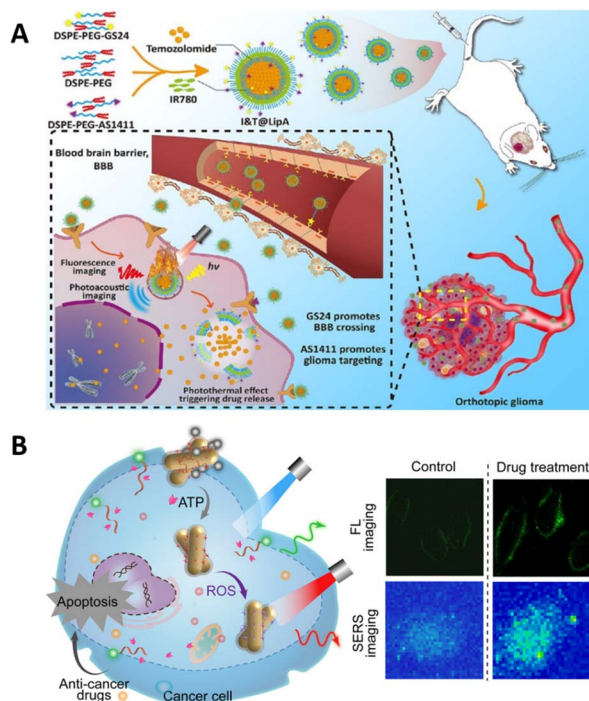 A
DSPE-PEG-GS24
DSPE-PEG
DSPE-PEG-AS1411
Temozolomide
IR780
I&T@LipA
Blood brain barrier,
BBB
Fluorescence
imaging
hv
Photoacoustic
imaging
GS24 promotes
BBB crossing
AS1411 promotes
glioma targeting
Photothermal effect
triggering drug release
Orthotopic glioma
B
ATP
ROS
Apoptosis
Anti-cancer
drugs
Cancer cell
Control
Drug treatment
FL
imaging
SERS
imaging